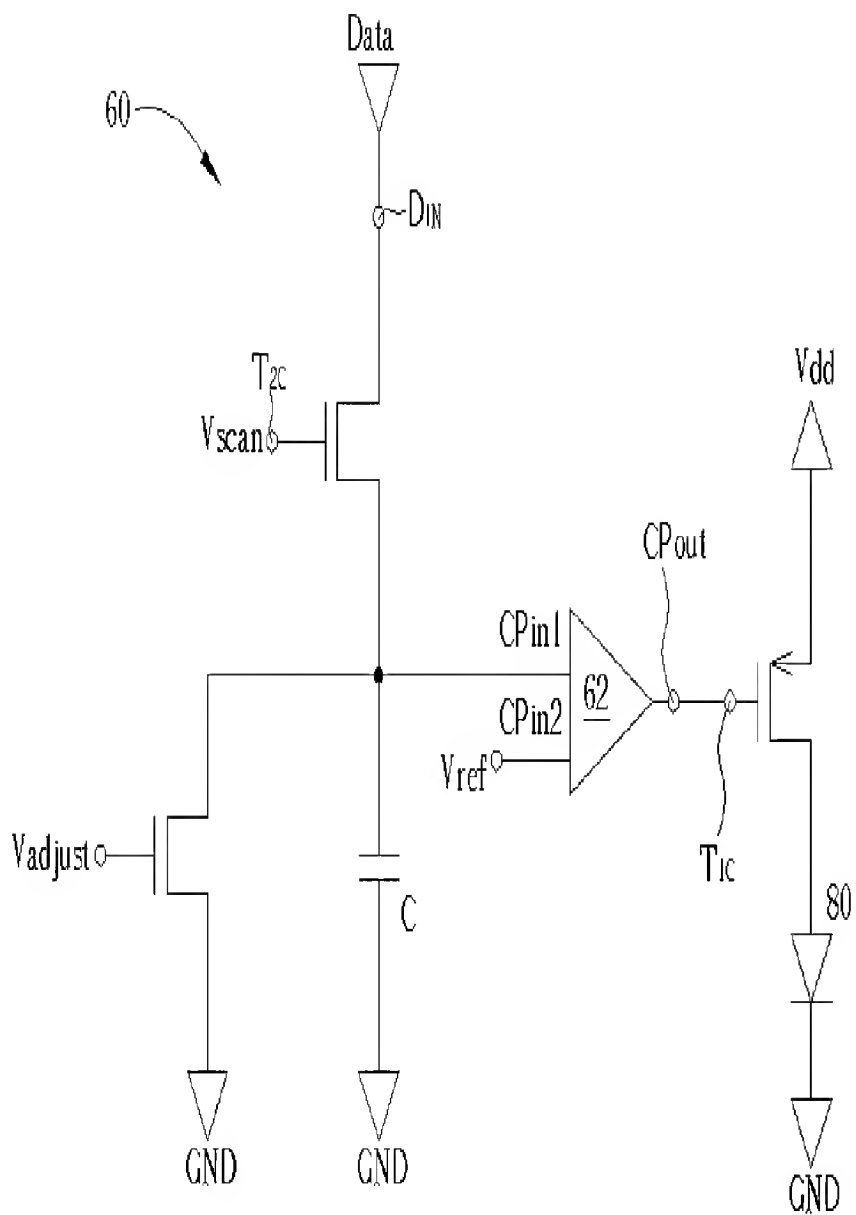 Data
60
DIN
T2C
Vscan
Vdd
CPout
CPin1
62
CPin2
Vref
T1C
Vadjust
C
80
GND
GND
GND